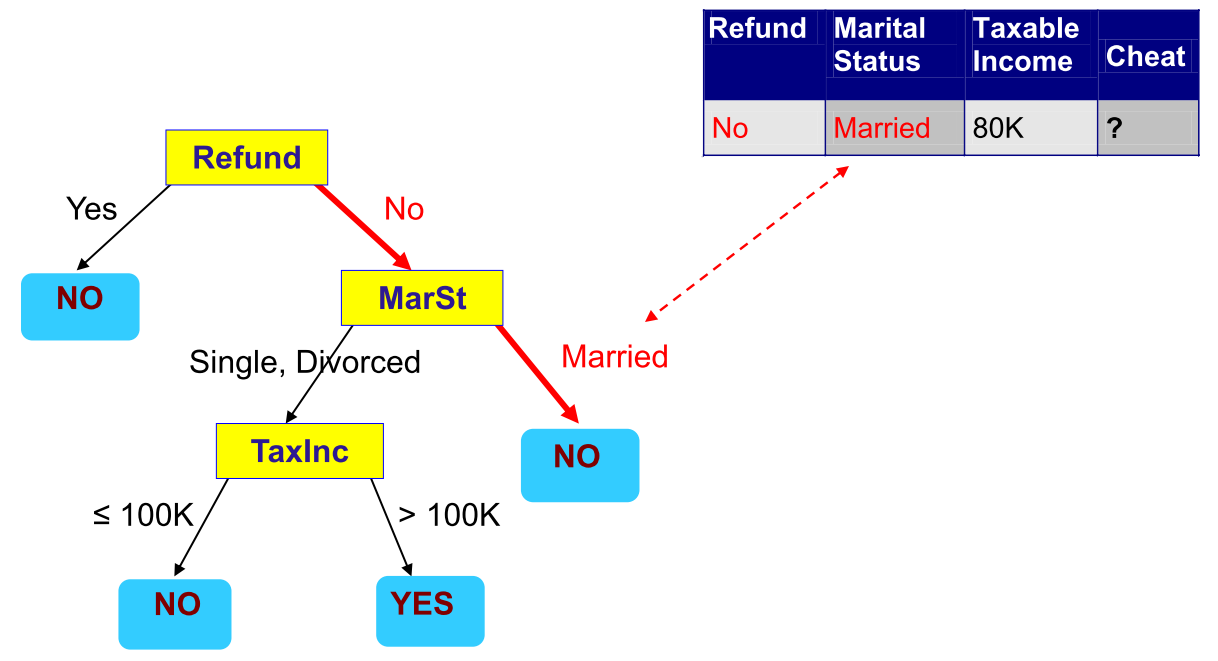 Refund Marital Status Taxable Income Cheat
No Married 80K ?
Refund
Yes No
NO MarSt
Single, Divorced Married
TaxInc NO
≤ 100K > 100K
NO YES